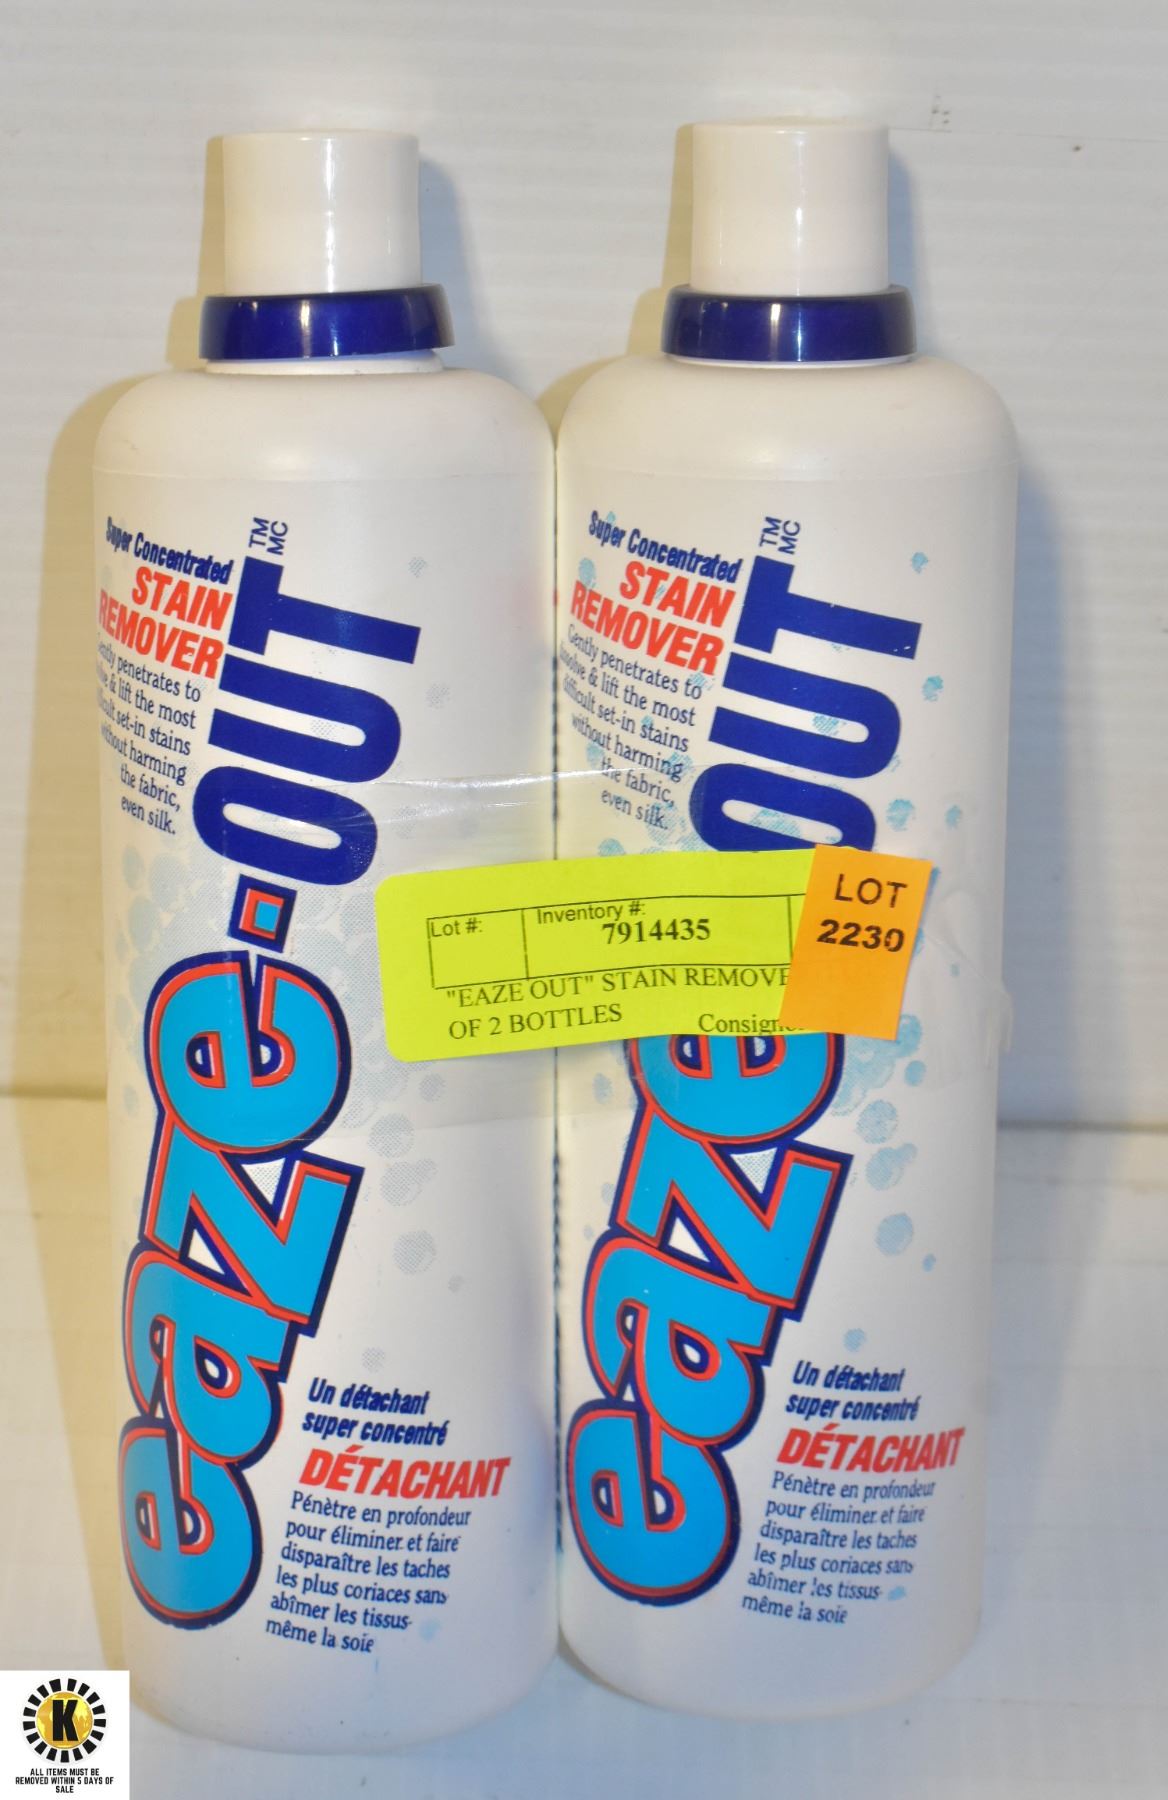 Super Concentrated
STAIN
REMOVER
penetrates to
& lift the most
set-in stains
without harming
the fabric,
even silk.
eaze-OUT
TM
MC
Un détachant
super concentré
DÉTACHANT
Pénètre en profondeur
pour éliminer et faire
disparaître les taches
les plus coriaces sans
abîmer les tissus
même la soie
Super Concentrated
STAIN
REMOVER
Gently penetrates to
& lift the most
difficult set-in stains
without harming
the fabric,
even silk.
eaze OUT
TM
MC
Un détachant
super concentré
DÉTACHANT
Pénètre en profondeur
pour éliminer et faire
disparaître les taches
les plus coriaces sans
abîmer les tissus
même la soie
Lot #:
Inventory #:
7914435
"EAZE OUT" STAIN REMOVE
OF 2 BOTTLES
Consigno
LOT
2230
K
ALL ITEMS MUST BE
REMOVED WITHIN 5 DAYS OF
SALE